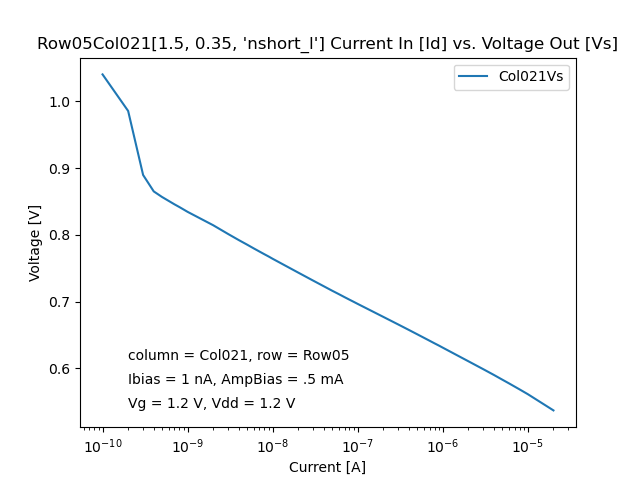 Row05Col021[1.5, 0.35, 'nshort_l'] Current In [Id] vs. Voltage Out [Vs]
Col021Vs
1.0
0.9
0.8
0.7
0.6
Voltage [V]
column = Col021, row = Row05
Ibias = 1 nA, AmpBias = .5 mA
Vg = 1.2 V, Vdd = 1.2 V
10⁻¹⁰ 10⁻⁹ 10⁻⁸ 10⁻⁷ 10⁻⁶ 10⁻⁵
Current [A]